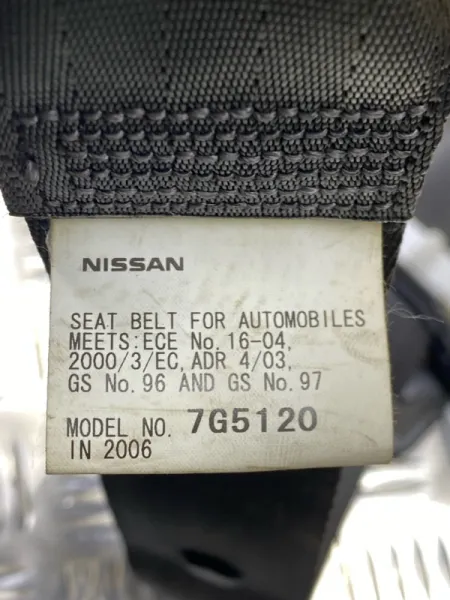 NISSAN
SEAT BELT FOR AUTOMOBILES
MEETS:ECE No. 16-04,
2000/3/EC, ADR 4/03,
GS No. 96 AND GS No. 97
MODEL NO. 7G5120
IN 2006